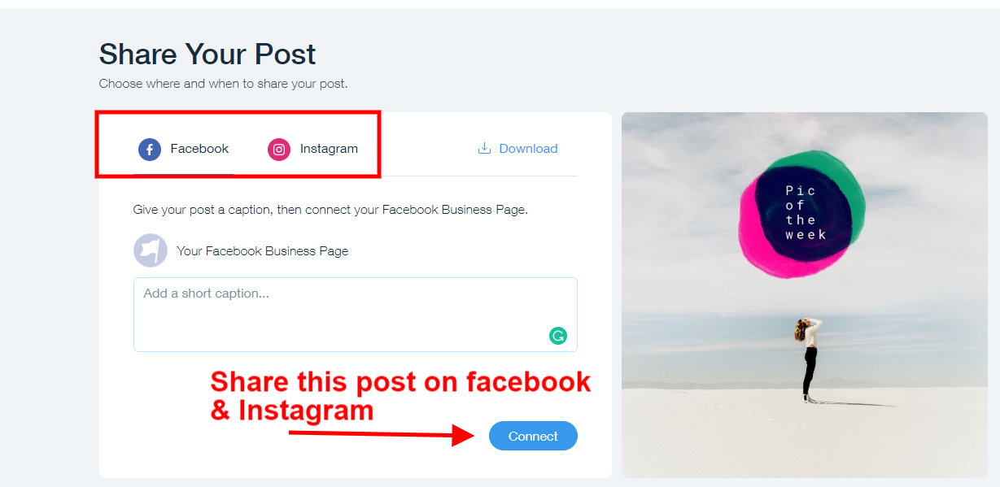 Share Your Post
Choose where and when to share your post.
Facebook
Instagram
Download
Give your post a caption, then connect your Facebook Business Page.
Your Facebook Business Page
Add a short caption...
Share this post on facebook
& Instagram
Connect
Pic
of
the
week